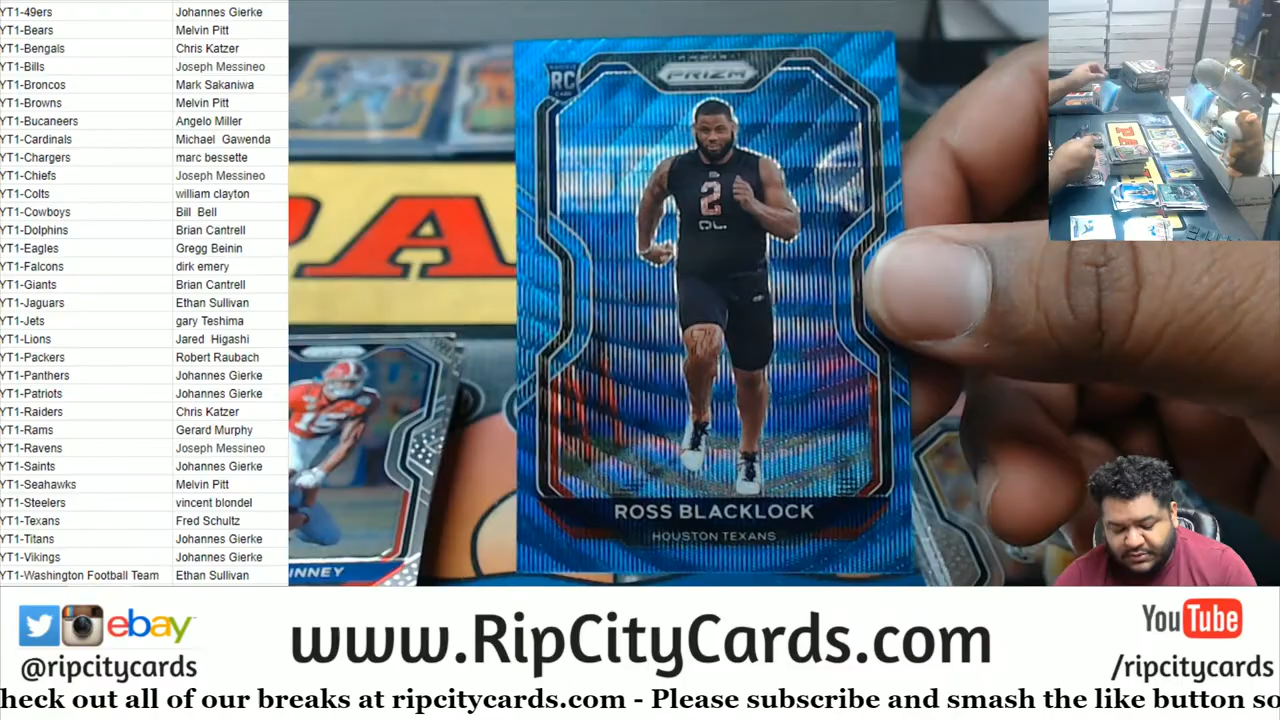 YT1-49ers Johannes Gierke
YT1-Bears Melvin Pitt
YT1-Bengals Chris Katzer
YT1-Bills Joseph Messineo
YT1-Broncos Mark Sakaniwa
YT1-Browns Melvin Pitt
YT1-Bucaneers Angelo Miller
YT1-Cardinals Michael Gawenda
YT1-Chargers marc bessette
YT1-Chiefs Joseph Messineo
YT1-Colts william clayton
YT1-Cowboys Bill Bell
YT1-Dolphins Brian Cantrell
YT1-Eagles Gregg Beinin
YT1-Falcons dirk emery
YT1-Giants Brian Cantrell
YT1-Jaguars Ethan Sullivan
YT1-Jets gary Teshima
YT1-Lions Jared Higashi
YT1-Packers Robert Raubach
YT1-Panthers Johannes Gierke
YT1-Patriots Johannes Gierke
YT1-Raiders Chris Katzer
YT1-Rams Gerard Murphy
YT1-Ravens Joseph Messineo
YT1-Saints Johannes Gierke
YT1-Seahawks Melvin Pitt
YT1-Steelers vincent blondel
YT1-Texans Fred Schultz
YT1-Titans Johannes Gierke
YT1-Vikings Johannes Gierke
YT1-Washington Football Team Ethan Sullivan
RC
PRIZM
2
ROSS BLACKLOCK
HOUSTON TEXANS
PA
15
INNEY
PA
ebay
@ripcitycards
www.RipCityCards.com
YouTube
/ripcitycards
heck out all of our breaks at ripcitycards.com - Please subscribe and smash the like button so